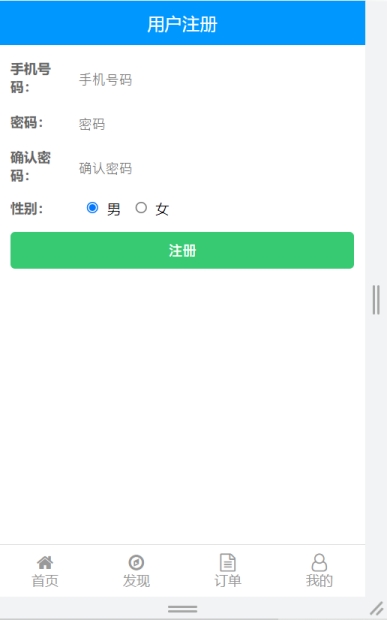 用户注册
手机号
码： 手机号码
密码： 密码
确认密
码： 确认密码
性别： 男 女
注册
首页 发现 订单 我的